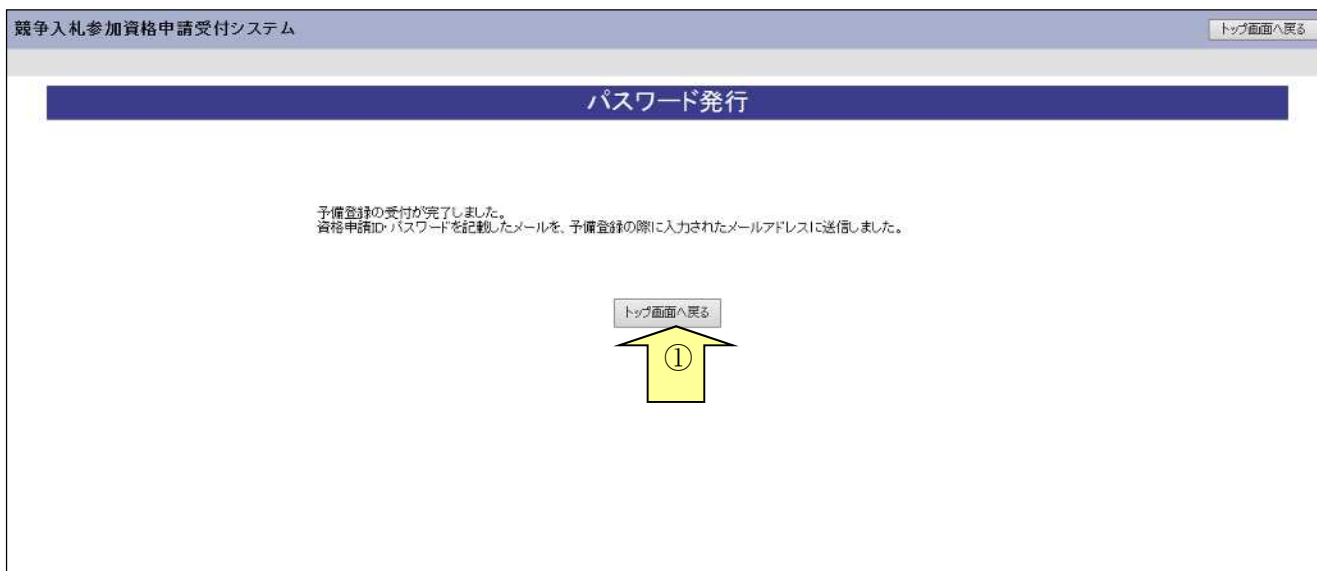 競争入札参加資格申請受付システム
トップ画面へ戻る
パスワード発行
予備登録の受付が完了しました。
資格申請ID・パスワードを記載したメールを、予備登録の際に入力されたメールアドレスに送信しました。
トップ画面へ戻る
①